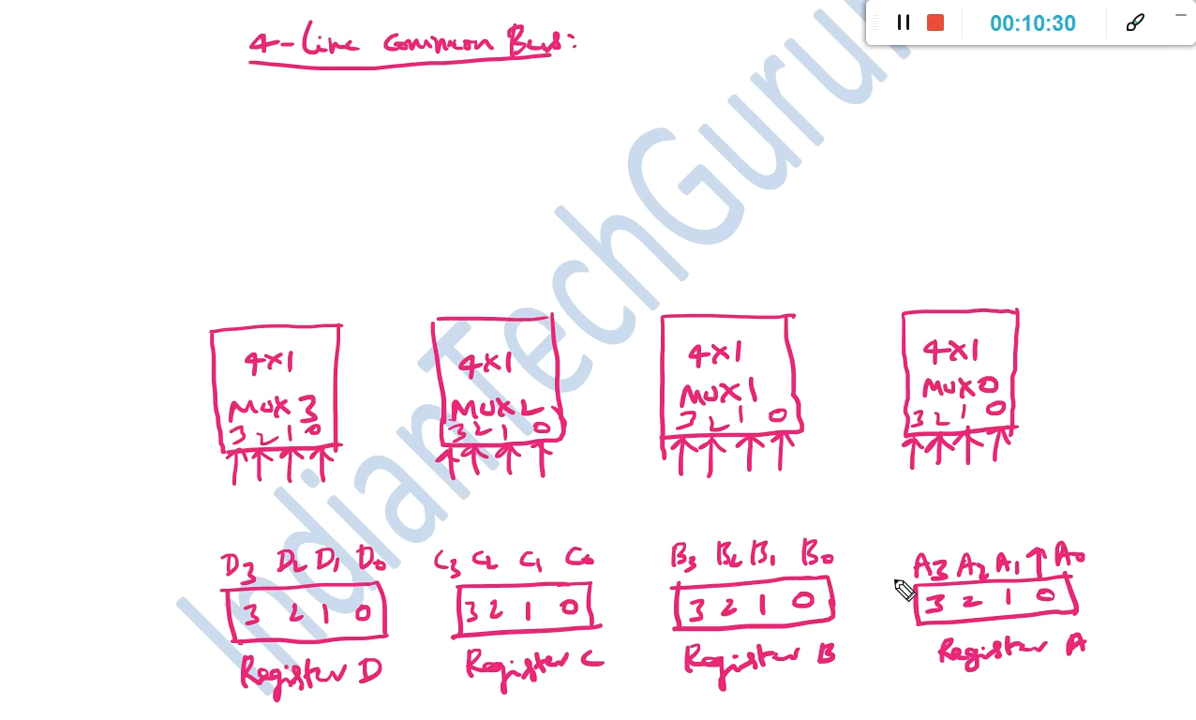 00:10:30
4-Line Common Bus:
IndianTechGuru
4X1 4X1 4X1 4X1
MUX 3 MUX 2 MUX 1 MUX 0
3 2 1 0 3 2 1 0 3 2 1 0 3 2 1 0
D3 D2 D1 D0 C3 C2 C1 C0 B3 B2 B1 B0 A3 A2 A1 A0
3 2 1 0 3 2 1 0 3 2 1 0 3 2 1 0
Register D Register C Register B Register A